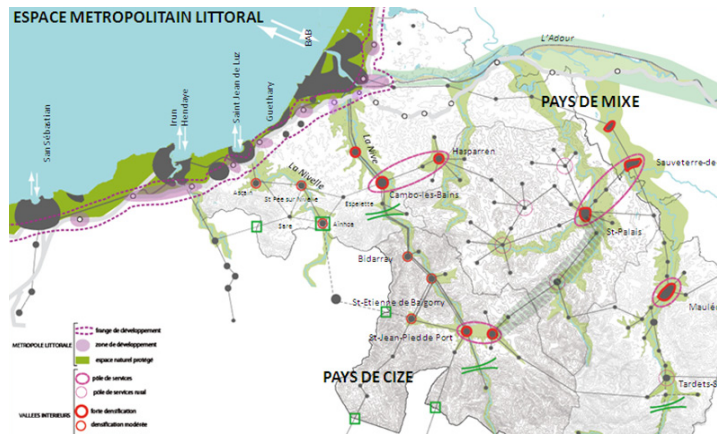 ESPACE METROPOLITAIN LITTORAL
BAB
L'Adour
PAYS DE MIXE
San Sébastian
Irun
Hendaye
Saint Jean de Luz
Guethary
La Nive
Hasparren
Sauveterre-de-
La Nivelle
Ascain
St Pée sur Nivelle
Espelette
Cambo-les-Bains
Sare
Ainhoa
St-Palais
Bidarray
St-Etienne de Baïgorry
Maulé
St-Jean-Pied de Port
PAYS DE CIZE
Tardets-S
METROPOLE LITTORALE
frange de développement
zone de développement
espace naturel protégé
VALLEES INTERIEURS
pôle de services
pôle de services rural
forte densification
densification modérée